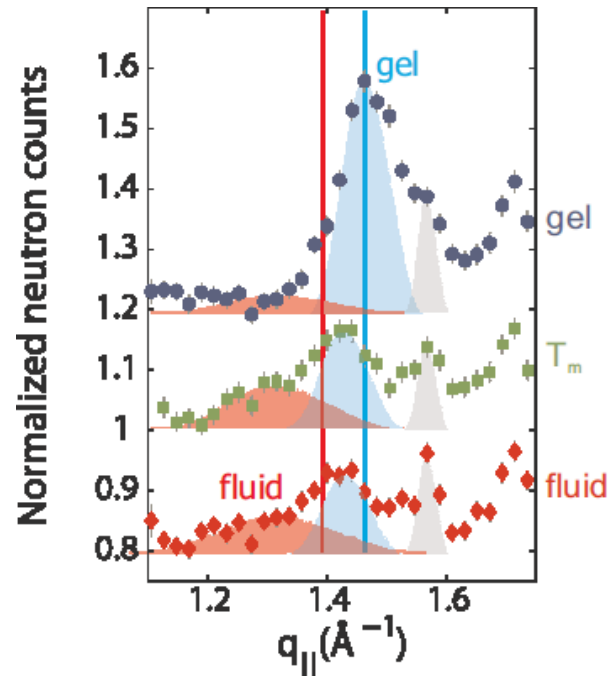 Normalized neutron counts
1.6
1.5
1.4
1.3
1.2
1.1
1
0.9
0.8
gel
gel
Tm
fluid
fluid
1.2
1.4
1.6
q||(Å⁻¹)